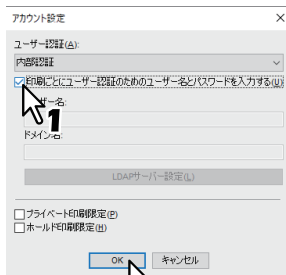 アカウント設定
ユーザー認証(A):
内部認証
印刷ごとにユーザー認証のためのユーザー名とパスワードを入力する(U)
ザー名:
1
ドメイン名:
LDAPサーバー設定(L)
プライベート印刷限定(P)
ホールド印刷限定(H)
OK
キャンセル